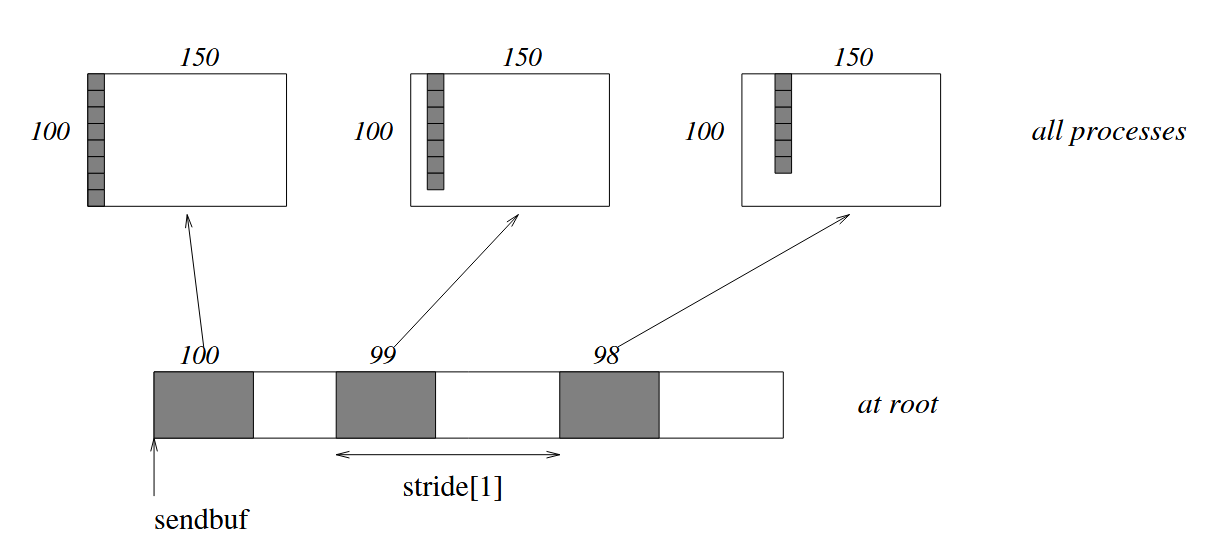 150 150 150
100 100 100 all processes
100 99 98
at root
stride[1]
sendbuf